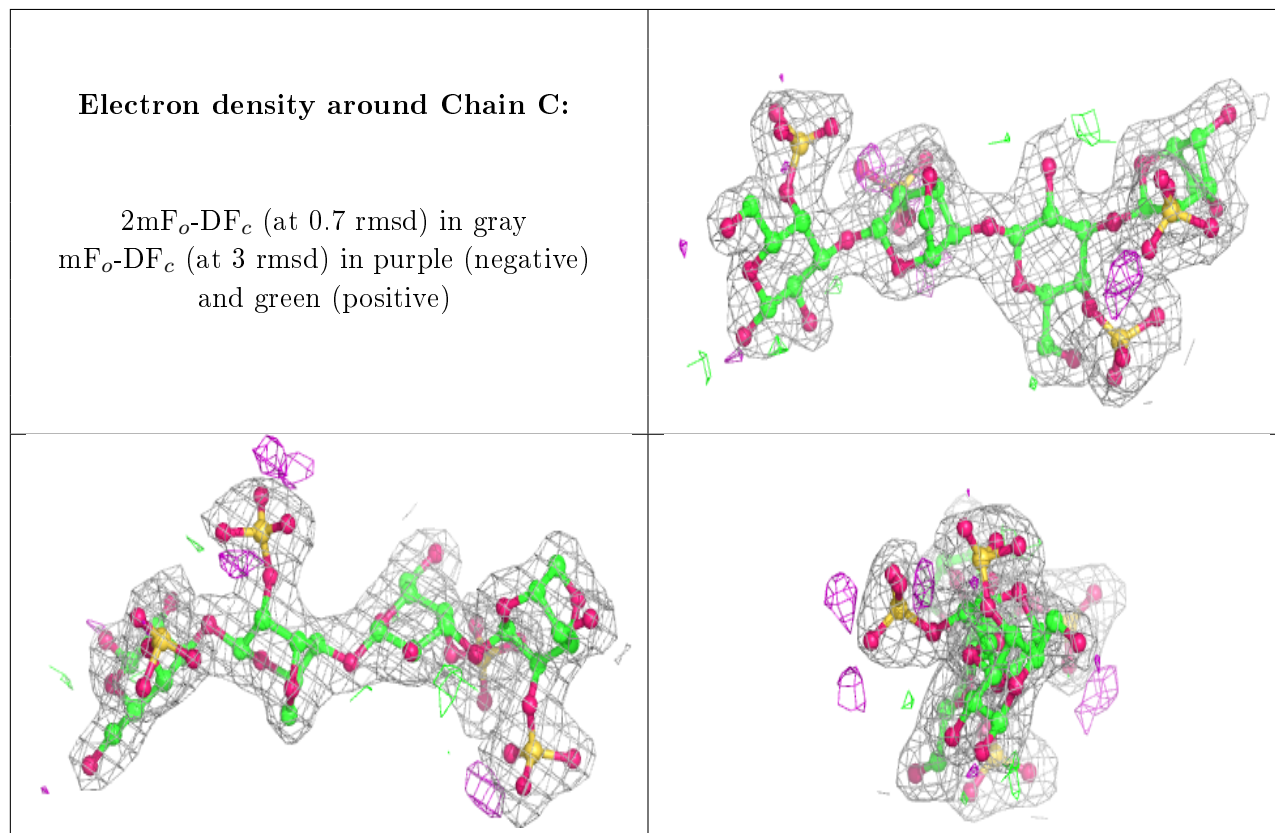 Electron density around Chain C:
2mFₒ-DF𝒸 (at 0.7 rmsd) in gray
mFₒ-DF𝒸 (at 3 rmsd) in purple (negative)
and green (positive)